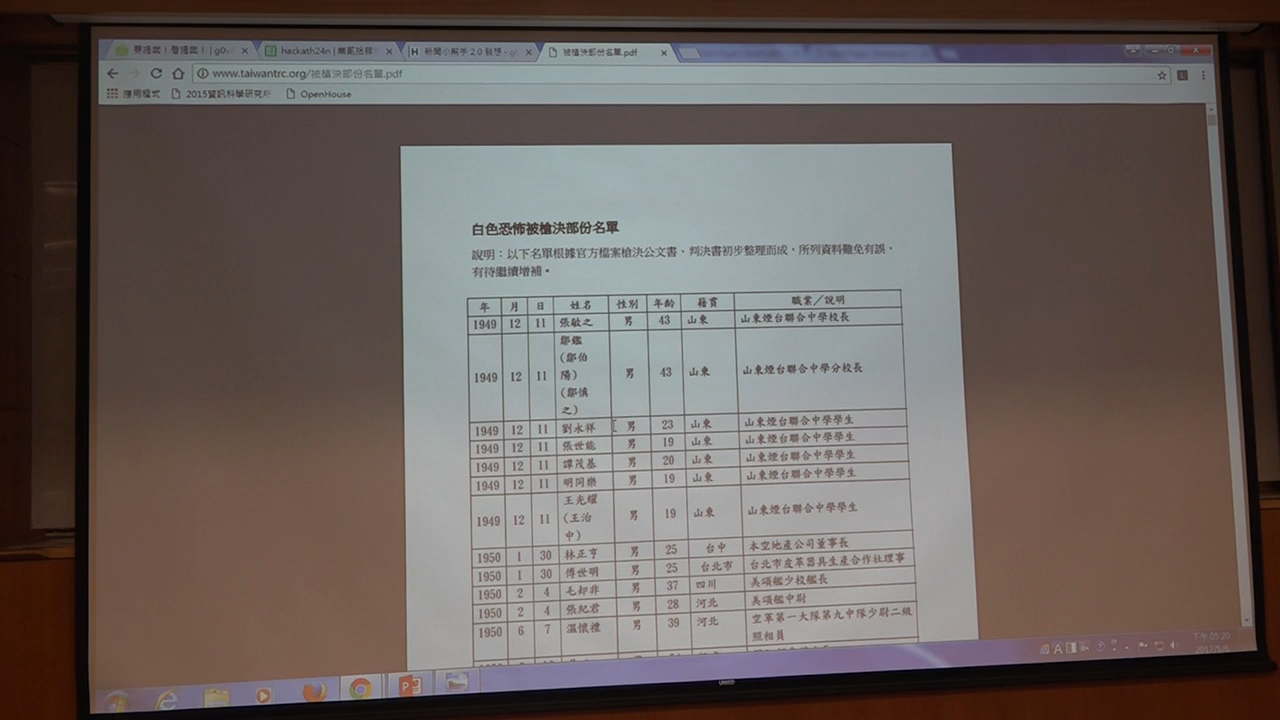 要提案！看提案！| g0v
hackath24n |
新聞小幫手 2.0 發想 - g
被槍決部份名單.pdf
www.taiwantrc.org/被槍決部份名單.pdf
應用程式 2015資訊科學研究所 OpenHouse
白色恐怖被槍決部份名單
說明：以下名單根據官方檔案槍決公文書、判決書初步整理而成，所列資料難免有誤，
有待繼續增補。
年 月 日 姓名 性別 年齡 籍貫 職業／說明
1949 12 11 張敏之 男 43 山東 山東煙台聯合中學校長
1949 12 11 鄒鑑（鄒伯陽）（鄒慎之） 男 43 山東 山東煙台聯合中學分校長
1949 12 11 劉永祥 男 23 山東 山東煙台聯合中學學生
1949 12 11 張世能 男 19 山東 山東煙台聯合中學學生
1949 12 11 譚茂基 男 20 山東 山東煙台聯合中學學生
1949 12 11 明同樂 男 19 山東 山東煙台聯合中學學生
1949 12 11 王光耀（王治中） 男 19 山東 山東煙台聯合中學學生
1950 1 30 林正亨 男 25 台中 本空地產公司董事長
1950 1 30 傅世明 男 25 台北市 台北市皮革器具生產合作社理事
1950 2 4 毛却非 男 37 四川 美頌艦少校艦長
1950 2 4 張紀君 男 28 河北 美頌艦中尉
1950 6 7 溫懷禮 男 39 河北 空軍第一大隊第九中隊少尉二級
照相員
下午 05:20